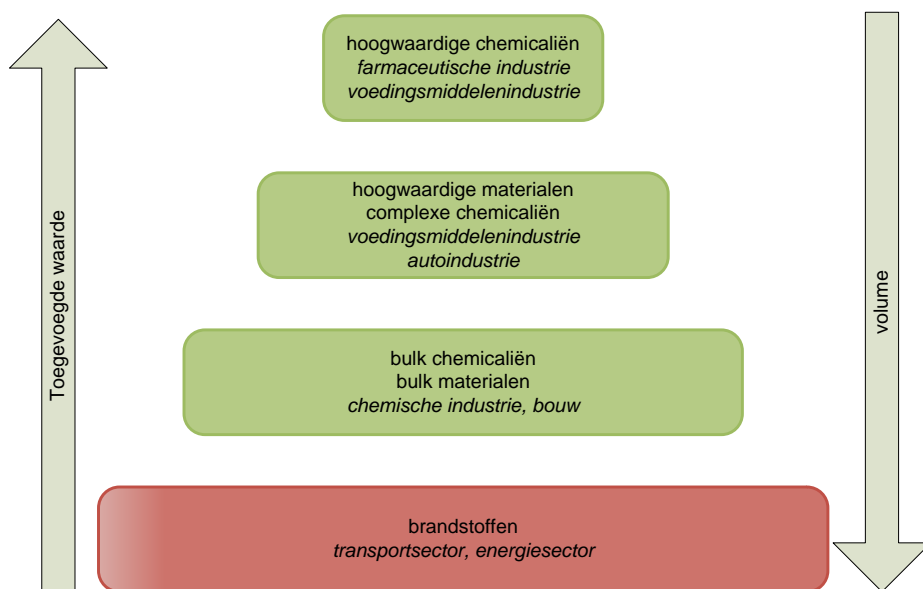 hoogwaardige chemicaliën
farmaceutische industrie
voedingsmiddelenindustrie
hoogwaardige materialen
complexe chemicaliën
voedingsmiddelenindustrie
autoindustrie
Toegevoegde waarde
volume
bulk chemicaliën
bulk materialen
chemische industrie, bouw
brandstoffen
transportsector, energiesector